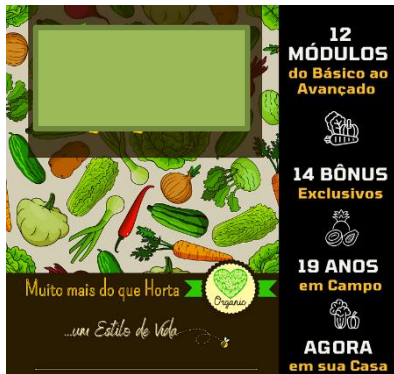 Muito mais do que Horta
Organic
...um Estilo de Vida
12
MÓDULOS
do Básico ao
Avançado
14 BÔNUS
Exclusivos
19 ANOS
em Campo
AGORA
em sua Casa